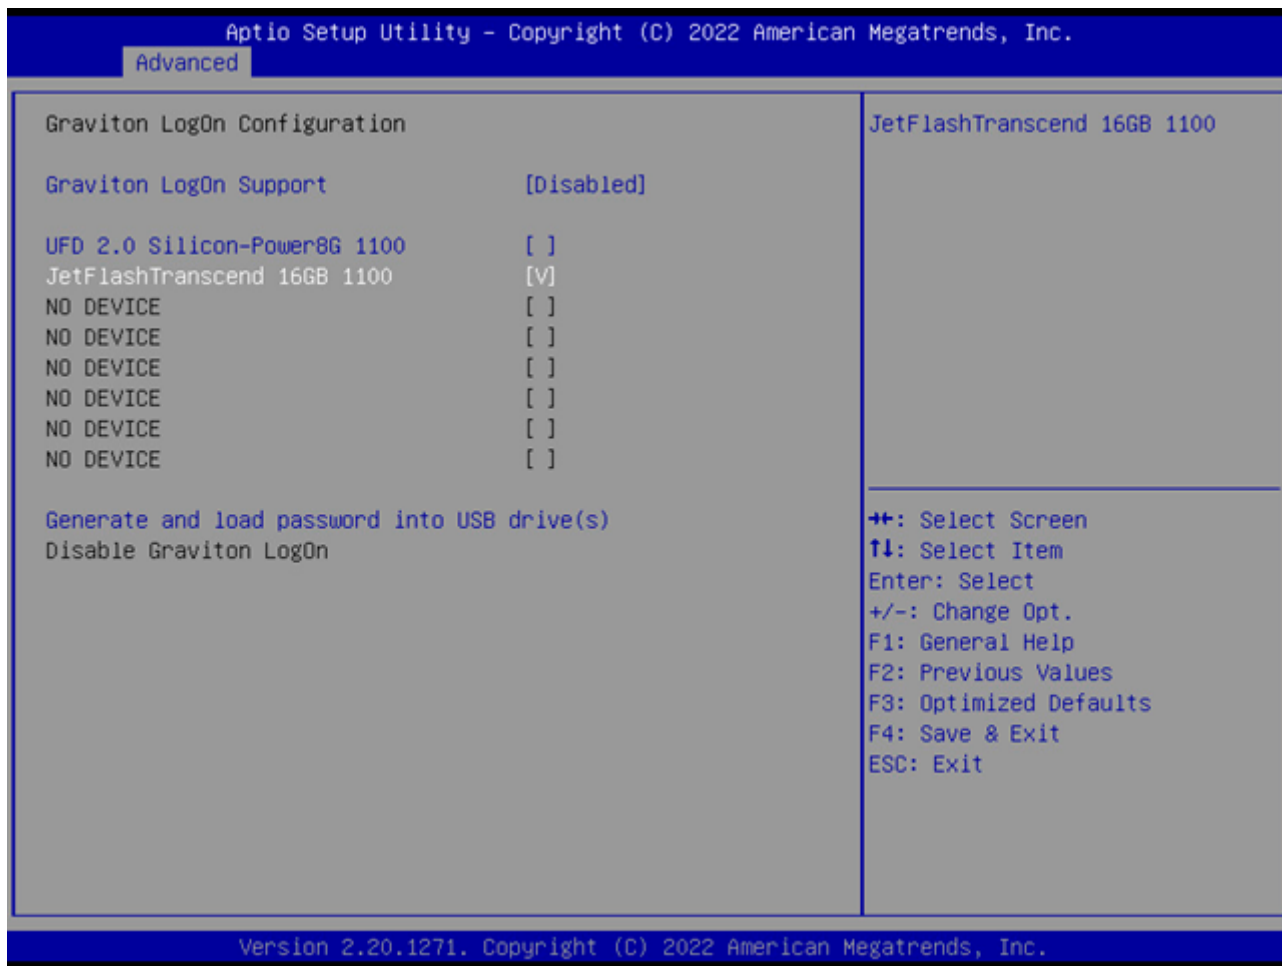 Aptio Setup Utility – Copyright (C) 2022 American Megatrends, Inc.
Advanced
Graviton LogOn Configuration
Graviton LogOn Support [Disabled]
UFD 2.0 Silicon-Power8G 1100 [ ]
JetFlashTranscend 16GB 1100 [V]
NO DEVICE [ ]
NO DEVICE [ ]
NO DEVICE [ ]
NO DEVICE [ ]
NO DEVICE [ ]
NO DEVICE [ ]
Generate and load password into USB drive(s)
Disable Graviton LogOn
JetFlashTranscend 16GB 1100
→←: Select Screen
↑↓: Select Item
Enter: Select
+/-: Change Opt.
F1: General Help
F2: Previous Values
F3: Optimized Defaults
F4: Save & Exit
ESC: Exit
Version 2.20.1271. Copyright (C) 2022 American Megatrends, Inc.